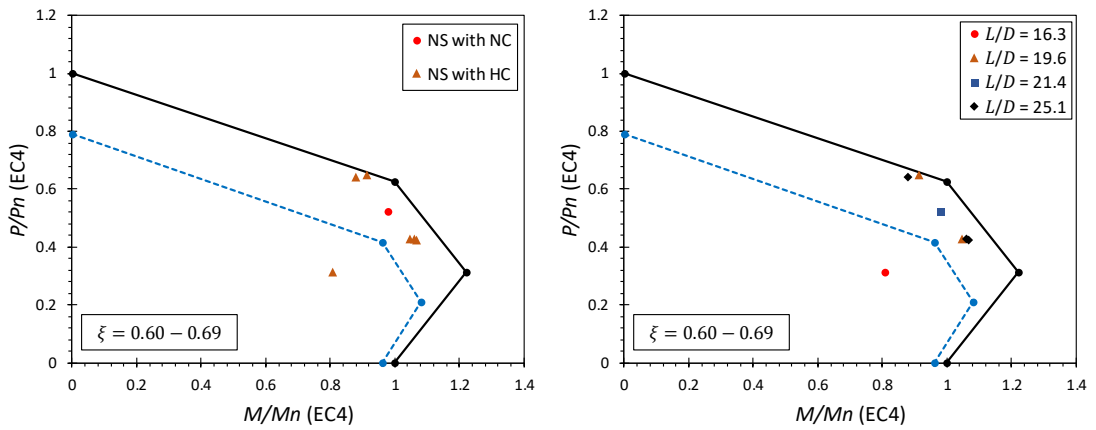 1.2
1
0.8
0.6
0.4
0.2
0
P/Pn (EC4)
NS with NC
NS with HC
ξ = 0.60 − 0.69
0 0.2 0.4 0.6 0.8 1 1.2 1.4
M/Mn (EC4)
1.2
1
0.8
0.6
0.4
0.2
0
P/Pn (EC4)
L/D = 16.3
L/D = 19.6
L/D = 21.4
L/D = 25.1
ξ = 0.60 − 0.69
0 0.2 0.4 0.6 0.8 1 1.2 1.4
M/Mn (EC4)